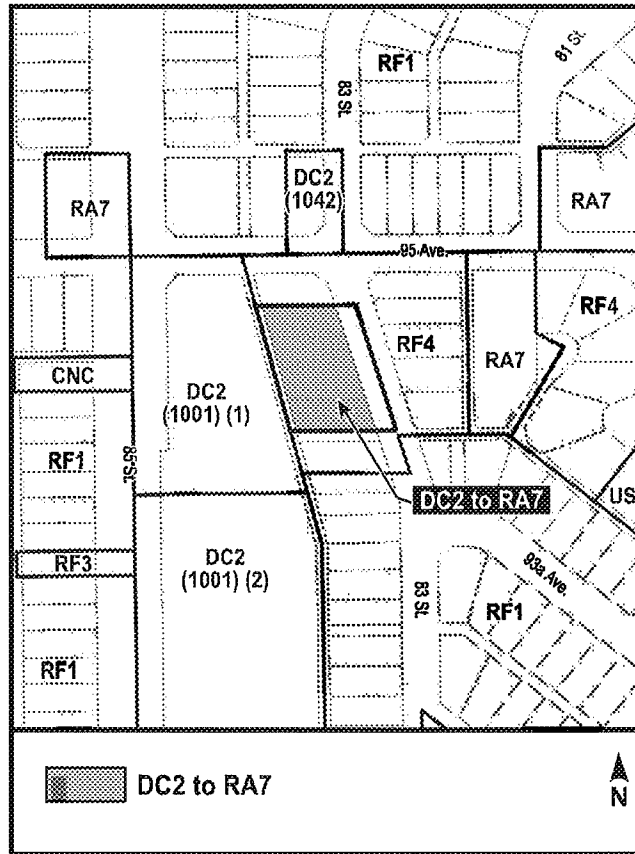 RF1
83 St.
81 St.
RA7
DC2
(1042)
RA7
95 Ave.
RF4
CNC
DC2
(1001) (1)
RF4
RA7
RF1
85 St.
DC2 to RA7
US
RF3
DC2
(1001) (2)
93a Ave.
83 St.
RF1
RF1
DC2 to RA7
N